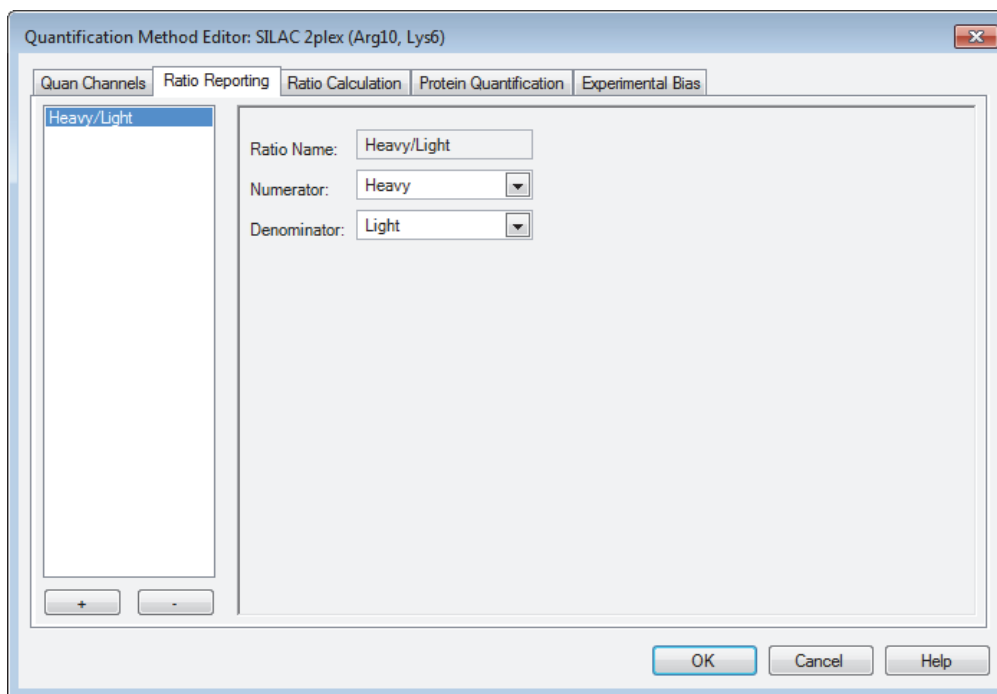 Quantification Method Editor: SILAC 2plex (Arg10, Lys6)
Quan Channels Ratio Reporting Ratio Calculation Protein Quantification Experimental Bias
Heavy/Light
Ratio Name: Heavy/Light
Numerator: Heavy
Denominator: Light
+ -
OK Cancel Help